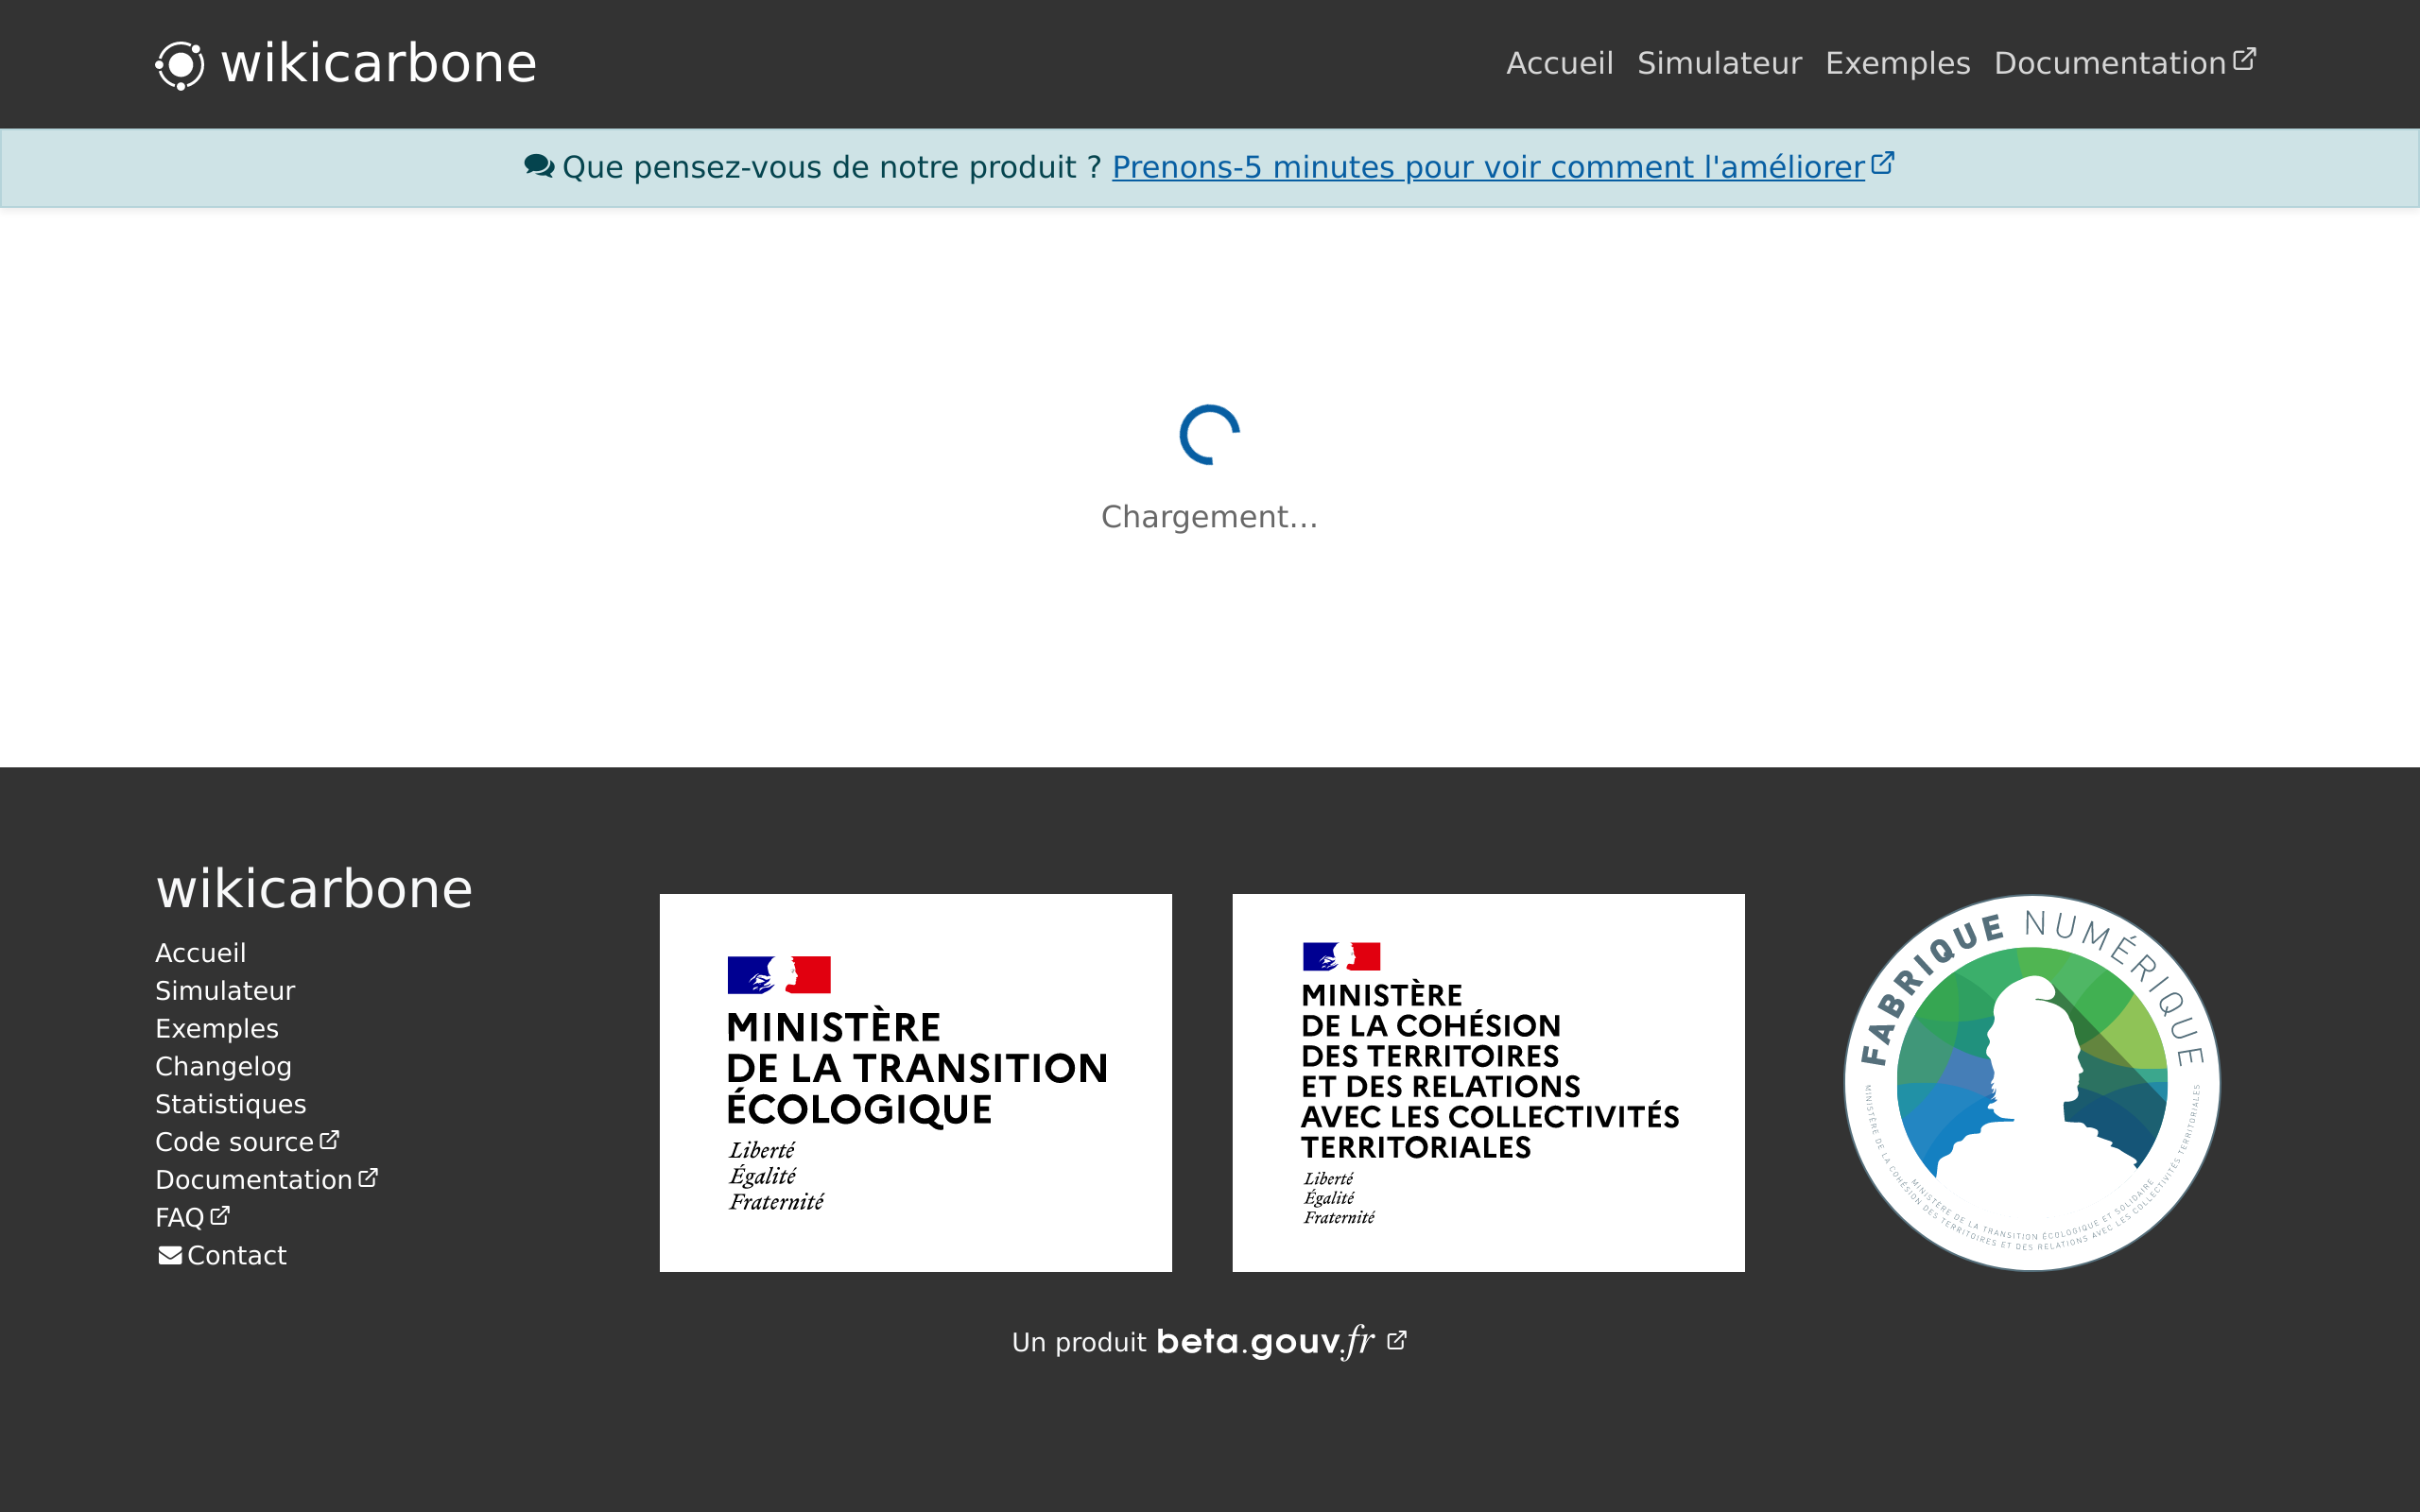 wikicarbone
Accueil Simulateur Exemples Documentation
Que pensez-vous de notre produit ? Prenons-5 minutes pour voir comment l'améliorer
Chargement...
wikicarbone
Accueil
Simulateur
Exemples
Changelog
Statistiques
Code source
Documentation
FAQ
Contact
MINISTÈRE
DE LA TRANSITION
ÉCOLOGIQUE
Liberté
Égalité
Fraternité
MINISTÈRE
DE LA COHÉSION
DES TERRITOIRES
ET DES RELATIONS
AVEC LES COLLECTIVITÉS
TERRITORIALES
Liberté
Égalité
Fraternité
FABRIQUE NUMÉRIQUE
MINISTÈRE DE LA TRANSITION ÉCOLOGIQUE ET SOLIDAIRE
MINISTÈRE DE LA COHÉSION DES TERRITOIRES ET DES RELATIONS AVEC LES COLLECTIVITÉS TERRITORIALES
Un produit beta.gouv.fr